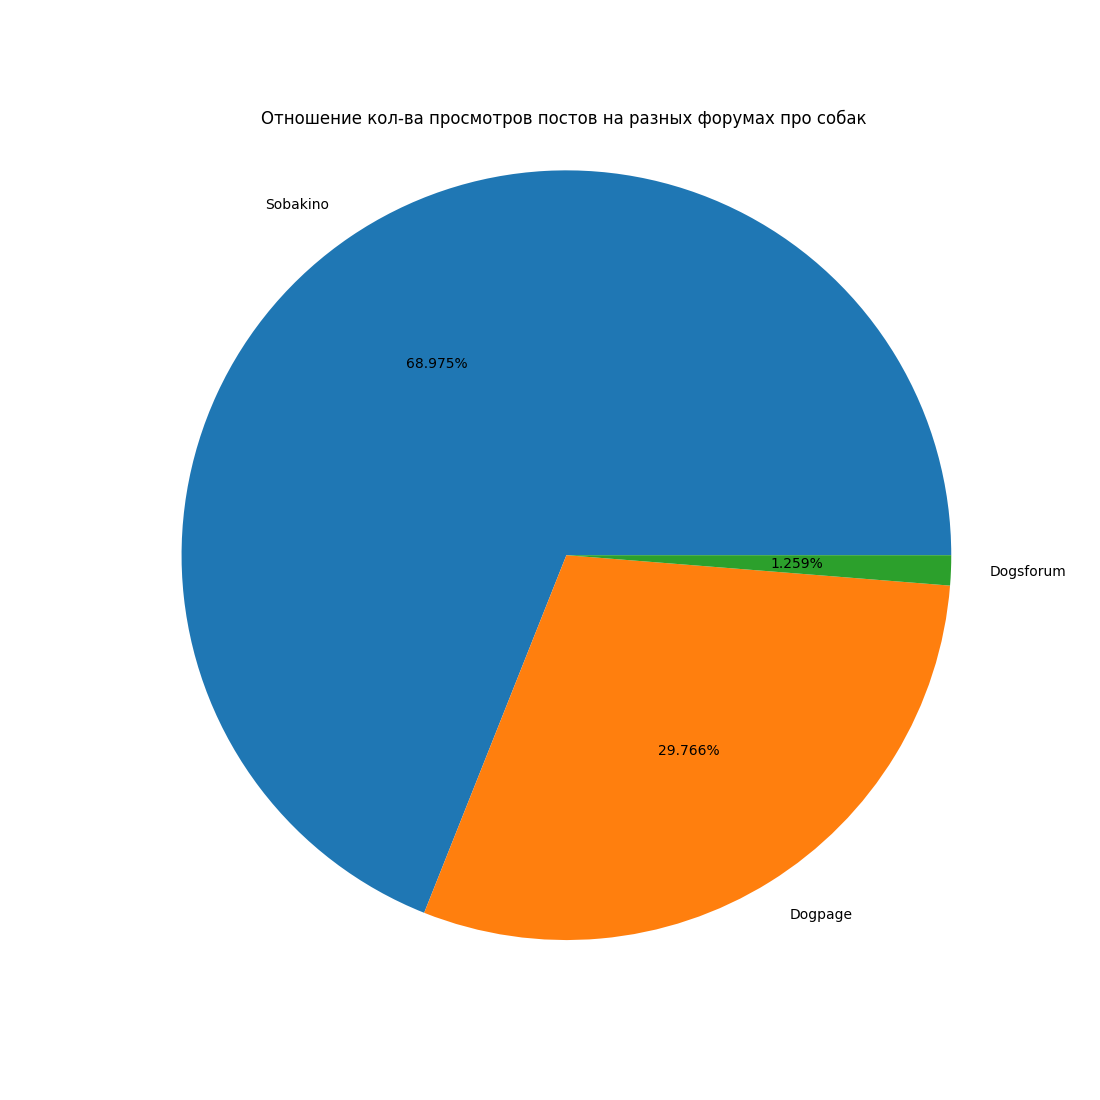 Отношение кол-ва просмотров постов на разных форумах про собак
Sobakino
68.975%
1.259%
Dogsforum
29.766%
Dogpage